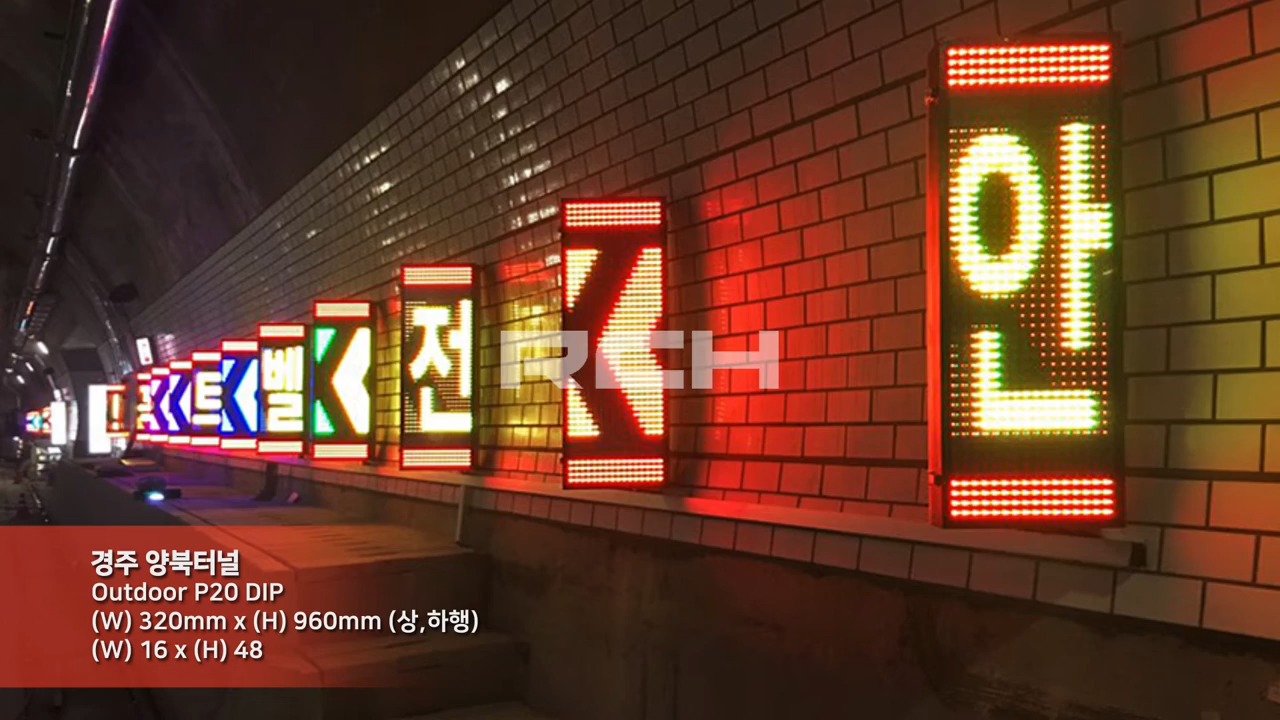 안
전
벨
트
RCH
경주 양북터널
Outdoor P20 DIP
(W) 320mm x (H) 960mm (상,하행)
(W) 16 x (H) 48